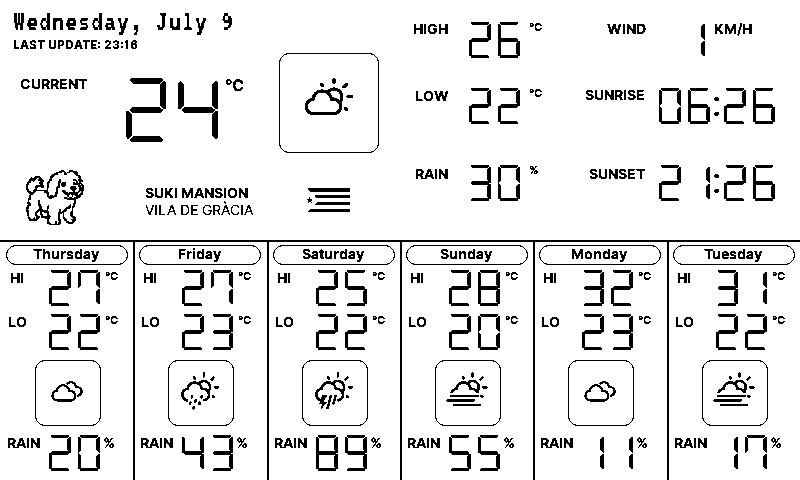 Wednesday, July 9
LAST UPDATE: 23:16
CURRENT 24 °C
HIGH 26 °C
LOW 22 °C
RAIN 30 %
WIND 1 KM/H
SUNRISE 06:26
SUNSET 21:26
SUKI MANSION
VILA DE GRÀCIA
Thursday
HI 27 °C
LO 22 °C
RAIN 20 %
Friday
HI 27 °C
LO 23 °C
RAIN 43 %
Saturday
HI 25 °C
LO 22 °C
RAIN 89 %
Sunday
HI 28 °C
LO 20 °C
RAIN 55 %
Monday
HI 32 °C
LO 23 °C
RAIN 11 %
Tuesday
HI 31 °C
LO 22 °C
RAIN 17 %